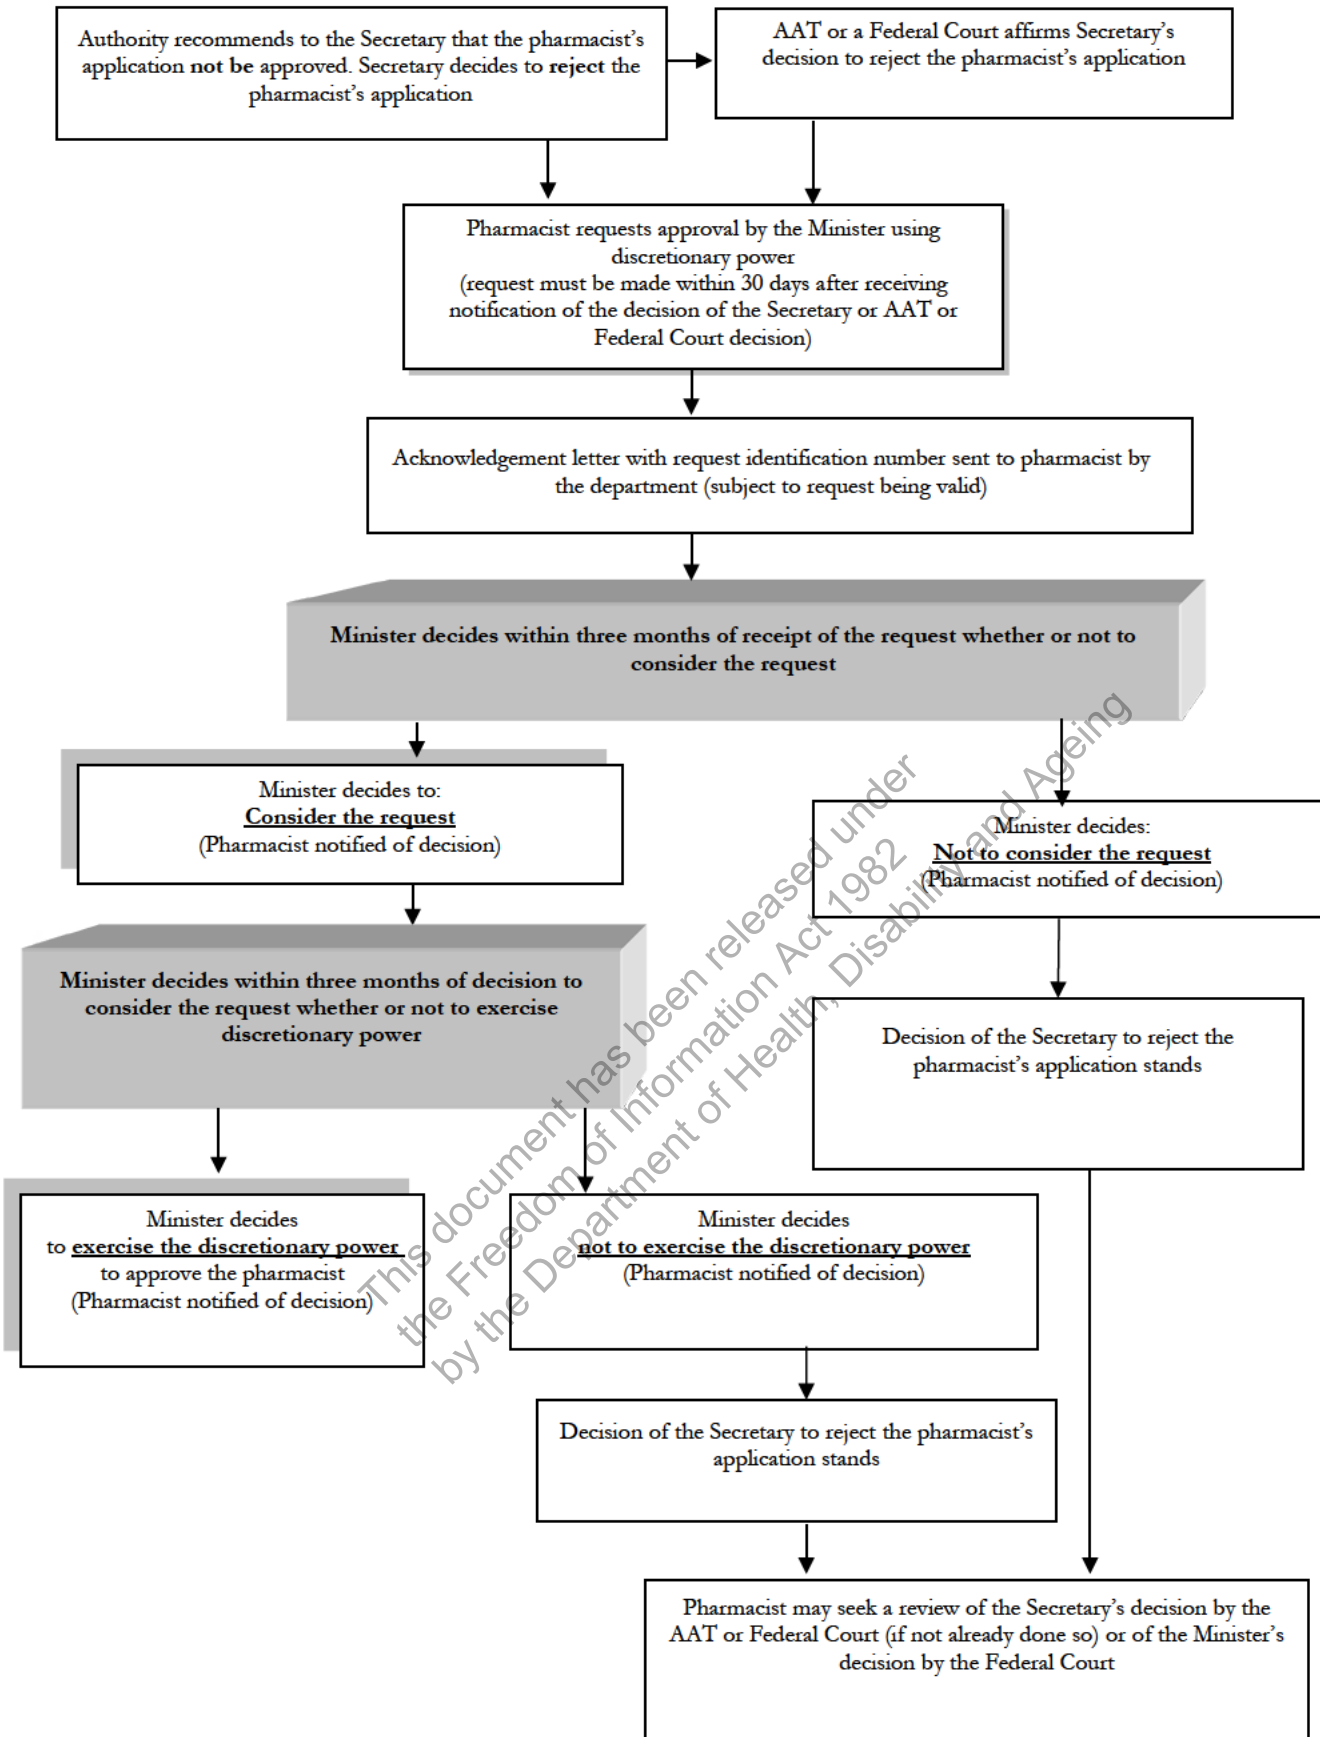 Authority recommends to the Secretary that the pharmacist's
application not be approved. Secretary decides to reject the
pharmacist's application
AAT or a Federal Court affirms Secretary's
decision to reject the pharmacist's application
Pharmacist requests approval by the Minister using
discretionary power
(request must be made within 30 days after receiving
notification of the decision of the Secretary or AAT or
Federal Court decision)
Acknowledgement letter with request identification number sent to pharmacist by
the department (subject to request being valid)
Minister decides within three months of receipt of the request whether or not to
consider the request
Minister decides to:
Consider the request
(Pharmacist notified of decision)
Minister decides:
Not to consider the request
(Pharmacist notified of decision)
Minister decides within three months of decision to
consider the request whether or not to exercise
discretionary power
Decision of the Secretary to reject the
pharmacist's application stands
Minister decides
to exercise the discretionary power
to approve the pharmacist
(Pharmacist notified of decision)
Minister decides
not to exercise the discretionary power
(Pharmacist notified of decision)
Decision of the Secretary to reject the pharmacist's
application stands
Pharmacist may seek a review of the Secretary's decision by the
AAT or Federal Court (if not already done so) or of the Minister's
decision by the Federal Court
This document has been released under
the Freedom of Information Act 1982
by the Department of Health, Disability and Ageing